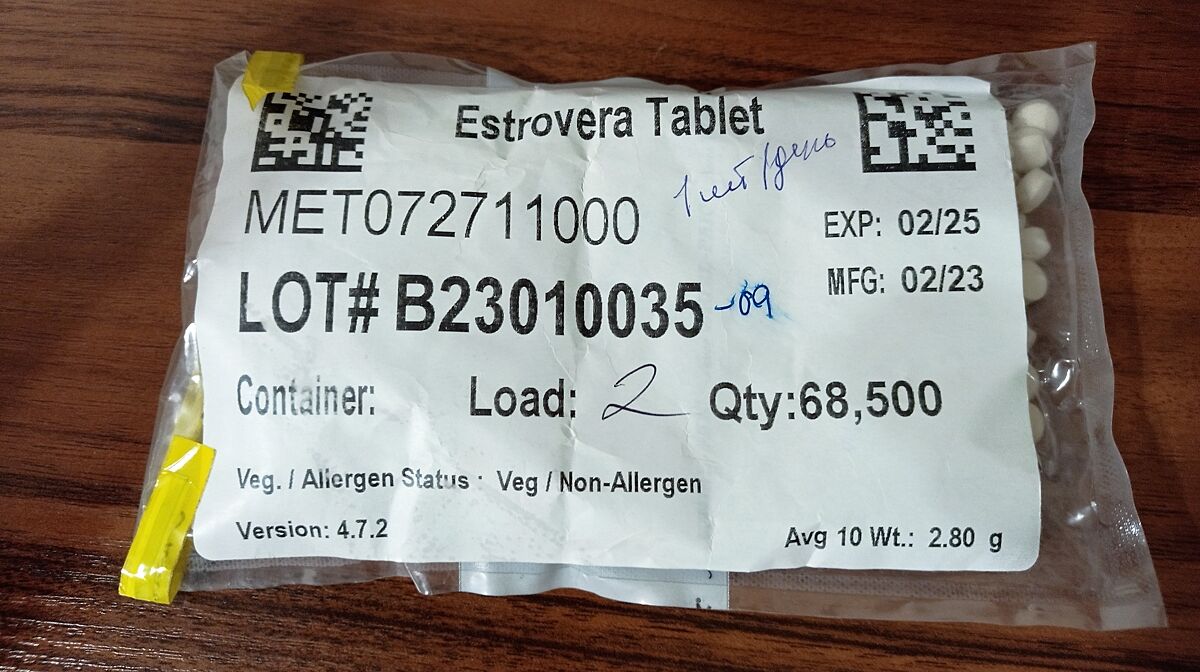 Estrovera Tablet
1 шт/день
MET072711000
EXP: 02/25
LOT# B23010035 -09
MFG: 02/23
Container: Load: 2 Qty:68,500
Veg. / Allergen Status : Veg / Non-Allergen
Version: 4.7.2
Avg 10 Wt.: 2.80 g